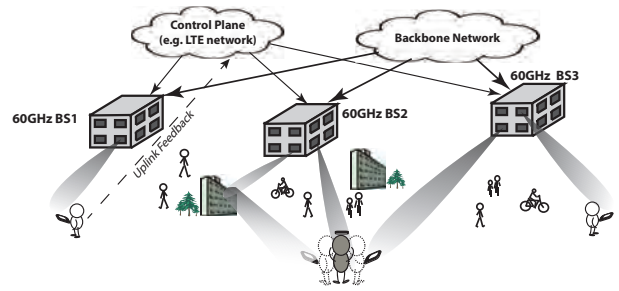 Control Plane
(e.g. LTE network)
Backbone Network
60GHz BS1
60GHz BS2
60GHz BS3
Uplink Feedback